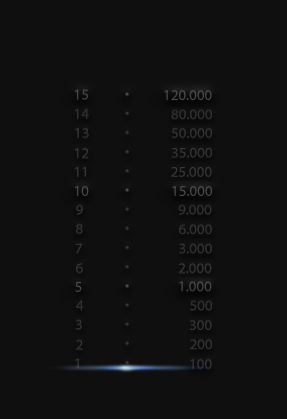 15 • 120.000
14 • 80.000
13 • 50.000
12 • 35.000
11 • 25.000
10 • 15.000
9 • 9.000
8 • 6.000
7 • 3.000
6 • 2.000
5 • 1.000
4 • 500
3 • 300
2 • 200
1 • 100